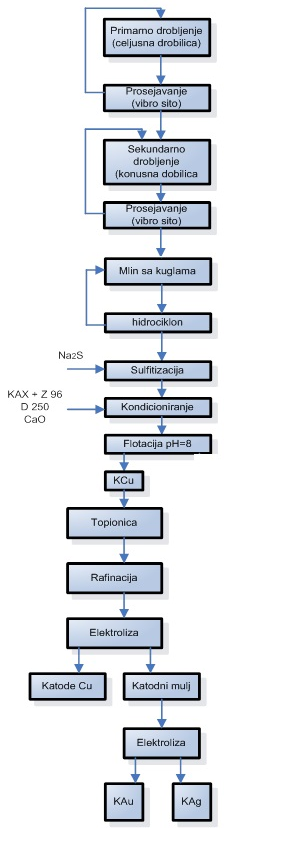 Primarno drobljenje
(celjusna drobilica)
Prosejavanje
(vibro sito)
Sekundarno
drobljenje
(konusna dobilica
Prosejavanje
(vibro sito)
Mlin sa kuglama
hidrociklon
Na2S
Sulfitizacija
KAX + Z 96
D 250
CaO
Kondicioniranje
Flotacija pH=8
KCu
Topionica
Rafinacija
Elektroliza
Katode Cu
Katodni mulj
Elektroliza
KAu
KAg